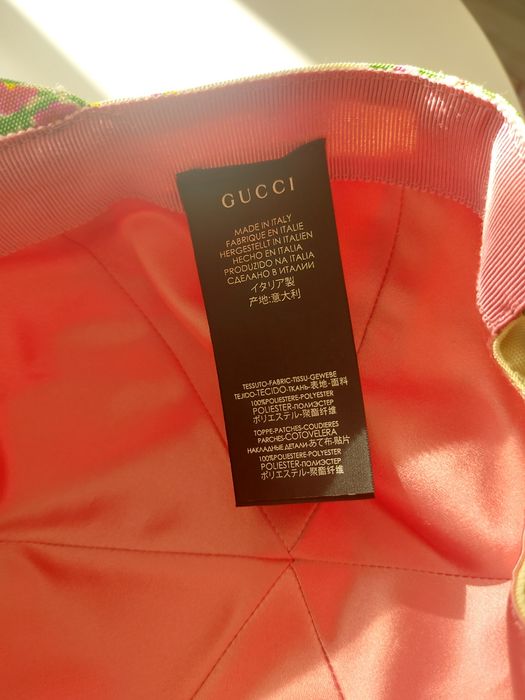 GUCCI
MADE IN ITALY
FABRIQUE EN ITALIE
HERGESTELLT IN ITALIEN
HECHO EN ITALIA
PRODUZIDO NA ITALIA
СДЕЛАНО В ИТАЛИИ
イタリア製
产地:意大利
TESSUTO-FABRIC-TISSU-GEWEBE
TEJIDO-TECIDO-ТКАНЬ-表地-面料
100%POLIESTERE-POLYESTER
POLIESTER-ПОЛИЭСТЕР
ポリエステル-聚酯纤维
TOPPE-PATCHES-COUDIERES
PARCHES-COTOVELERA
НАКЛАДНЫЕ ДЕТАЛИ あて布-贴片
100%POLIESTERE-POLYESTER
POLIESTER-ПОЛИЭСТЕР
ポリエステル-聚酯纤维